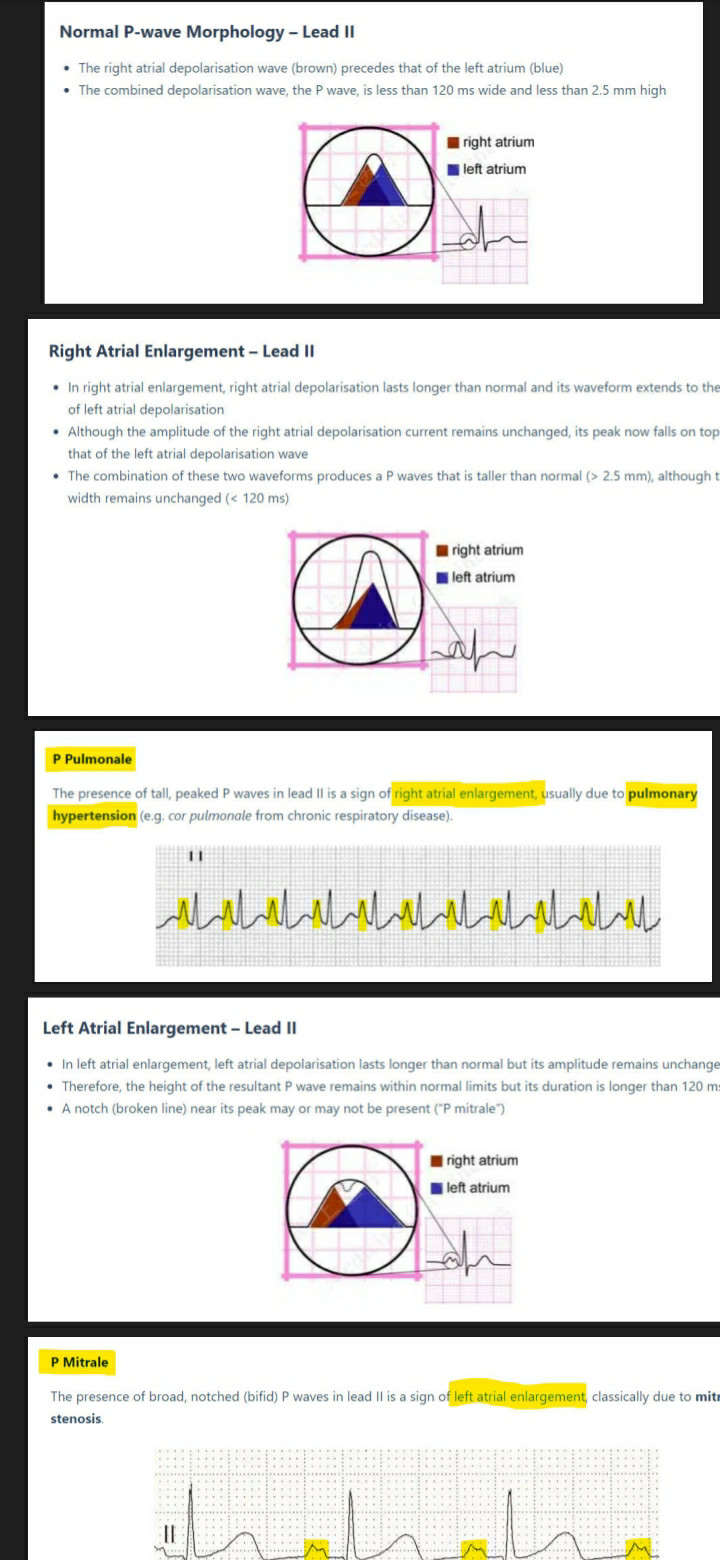 Normal P-wave Morphology – Lead II
• The right atrial depolarisation wave (brown) precedes that of the left atrium (blue)
• The combined depolarisation wave, the P wave, is less than 120 ms wide and less than 2.5 mm high
right atrium
left atrium
Right Atrial Enlargement – Lead II
• In right atrial enlargement, right atrial depolarisation lasts longer than normal and its waveform extends to the
of left atrial depolarisation
• Although the amplitude of the right atrial depolarisation current remains unchanged, its peak now falls on top
that of the left atrial depolarisation wave
• The combination of these two waveforms produces a P waves that is taller than normal (> 2.5 mm), although t
width remains unchanged (< 120 ms)
right atrium
left atrium
P Pulmonale
The presence of tall, peaked P waves in lead II is a sign of right atrial enlargement, usually due to pulmonary
hypertension (e.g. cor pulmonale from chronic respiratory disease).
II
Left Atrial Enlargement – Lead II
• In left atrial enlargement, left atrial depolarisation lasts longer than normal but its amplitude remains unchange
• Therefore, the height of the resultant P wave remains within normal limits but its duration is longer than 120 ms
• A notch (broken line) near its peak may or may not be present ("P mitrale")
right atrium
left atrium
P Mitrale
The presence of broad, notched (bifid) P waves in lead II is a sign of left atrial enlargement, classically due to mitr
stenosis.
II